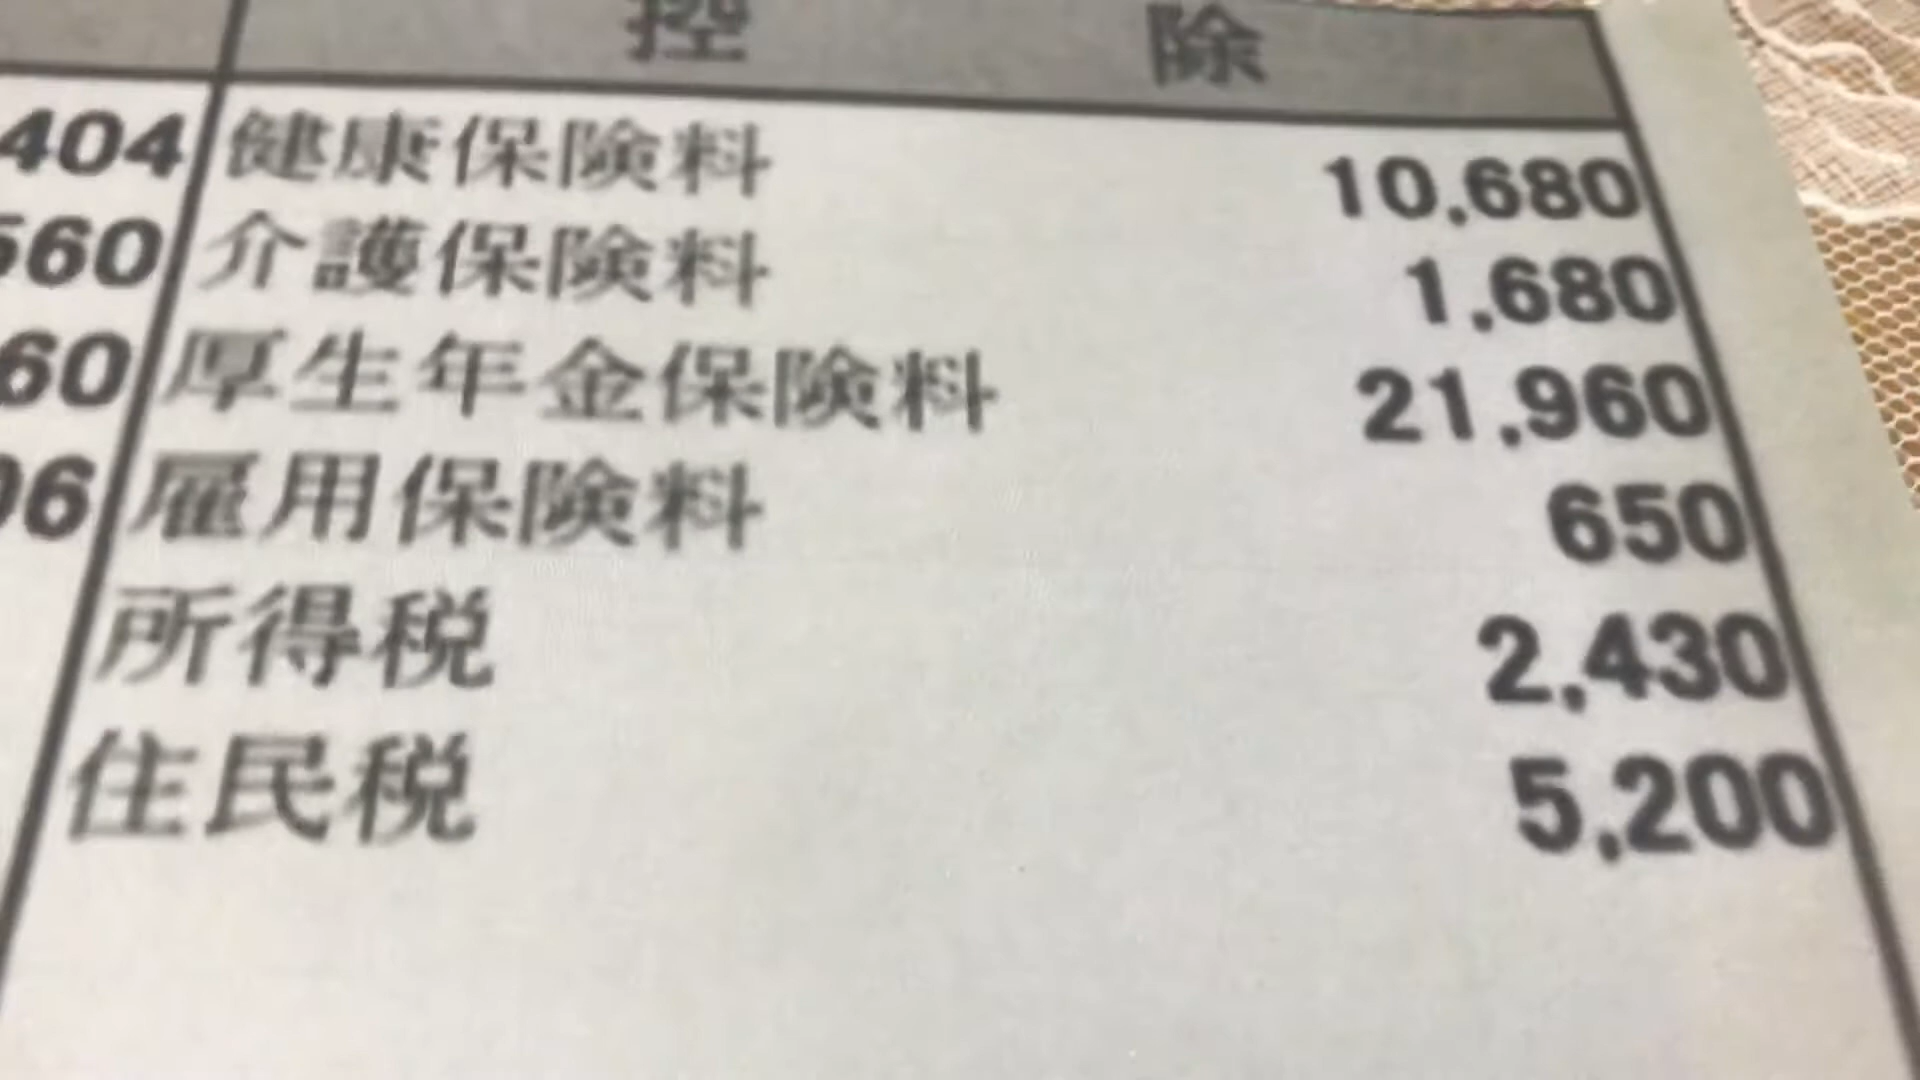 控除
404 健康保険料 10,680
560 介護保険料 1,680
60 厚生年金保険料 21,960
06 雇用保険料 650
所得税 2,430
住民税 5,200